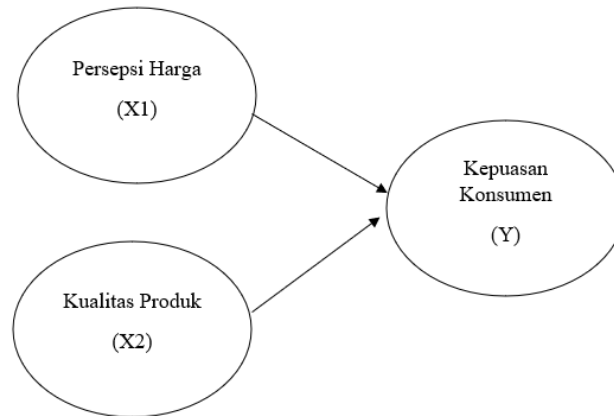 Persepsi Harga
(X1)
Kepuasan
Konsumen
(Y)
Kualitas Produk
(X2)